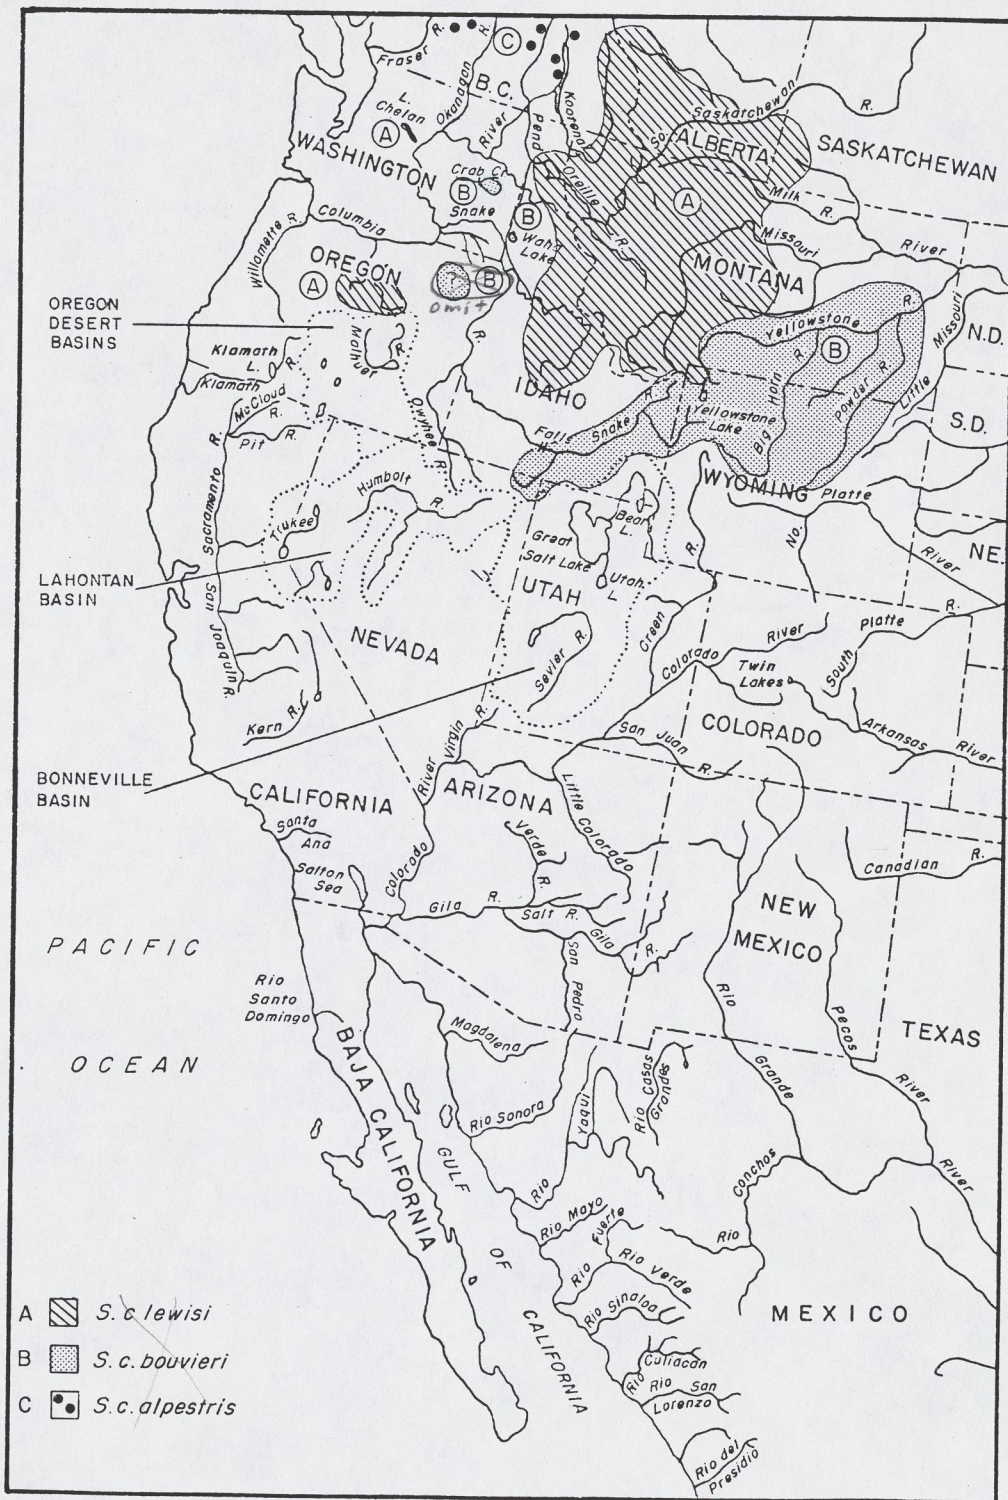 Fraser R.
R.
C
B.C.
L.
Chelan
Okanagan
River
Pend
Oreille
R.
Koorenai
A
WASHINGTON
Crab Cr.
B
Snake
B
Waha
Lake
So. Saskatchewan
R.
ALBERTA
SASKATCHEWAN
A
Milk R.
Missouri
River
MONTANA
Willamette R.
Columbia
OREGON
A
?
B
omit
R.
OREGON
DESERT
BASINS
Klamath
L.
Klamath R.
Malhuer
R.
Owyhee
R.
IDAHO
Yellowstone
R.
B
Big Horn
R.
Powder R.
Little Missouri
N.D.
S.D.
McCloud
R.
Pit R.
Falls
Snake
R.
Yellowstone
Lake
WYOMING
Platte
No.
River
NE
Sacramento R.
Humbolt
R.
Trukee
Bear
L.
Great
Salt Lake
Utah
L.
UTAH
R.
Green
LAHONTAN
BASIN
San Joaquin
R.
NEVADA
Sevier R.
Colorado
River
Twin
Lakes
South
Platte
R.
Kern R.
San Juan
R.
COLORADO
Arkansas
River
BONNEVILLE
BASIN
Virgin
R.
River
Colorado
CALIFORNIA
ARIZONA
Little Colorado
Santa
Ana
Salton
Sea
Verde
R.
Gila R.
Salt R.
Gila
R.
San Pedro
Canadian R.
NEW
MEXICO
Rio
Grande
Pecos
River
TEXAS
PACIFIC
OCEAN
Rio
Santo
Domingo
BAJA CALIFORNIA
Magdalena
Rio Sonora
Rio
Yaqui
Rio Casas
Grandes
Conchos
Rio
River
GULF
OF
CALIFORNIA
Rio Mayo
Rio
Fuerte
Rio Verde
Rio Sinaloa
Rio
Culiacan
Rio San
Lorenzo
Rio del
Presidio
MEXICO
A S.c lewisi
B S.c.bouvieri
C S.c.alpestris